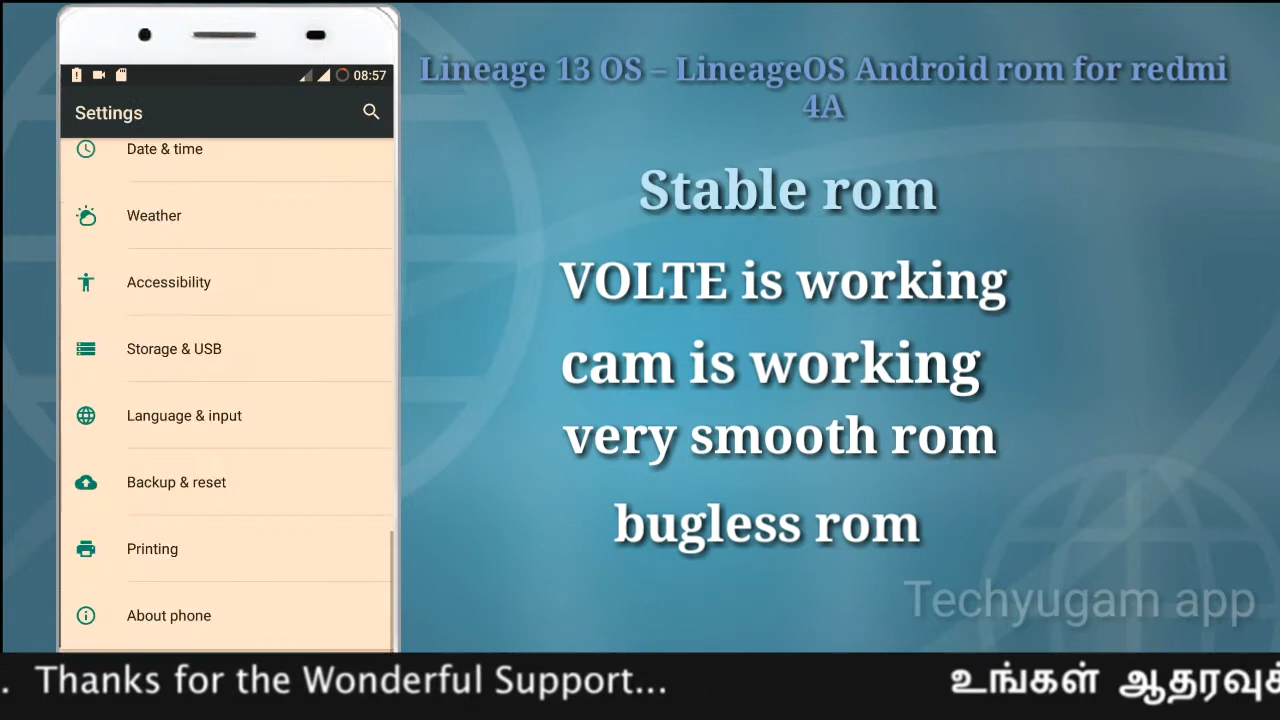 08:57
Settings
Date & time
Weather
Accessibility
Storage & USB
Language & input
Backup & reset
Printing
About phone
Lineage 13 OS – LineageOS Android rom for redmi
4A
Stable rom
VOLTE is working
cam is working
very smooth rom
bugless rom
Techyugam app
. Thanks for the Wonderful Support... உங்கள்